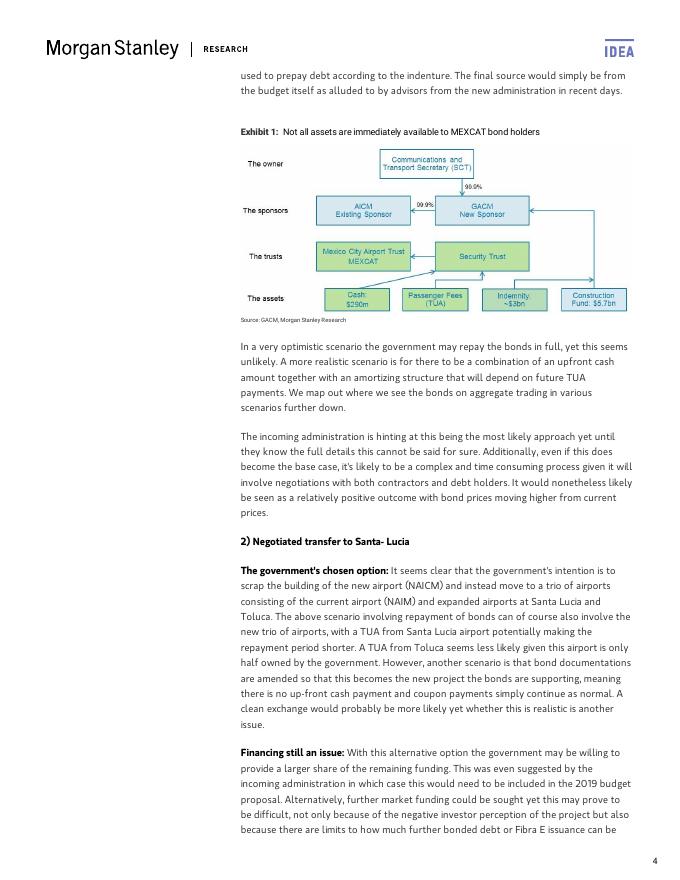 Morgan Stanley | RESEARCH
IDEA
used to prepay debt according to the indenture. The final source would simply be from
the budget itself as alluded to by advisors from the new administration in recent days.
Exhibit 1: Not all assets are immediately available to MEXCAT bond holders
The owner
Communications and
Transport Secretary (SCT)
99.9%
The sponsors
AICM
Existing Sponsor
99.9%
GACM
New Sponsor
The trusts
Mexico City Airport Trust
MEXCAT
Security Trust
The assets
Cash:
$290m
Passenger Fees
(TUA)
Indemnity
~$3bn
Construction
Fund: $5.7bn
Source: GACM, Morgan Stanley Research
In a very optimistic scenario the government may repay the bonds in full, yet this seems
unlikely. A more realistic scenario is for there to be a combination of an upfront cash
amount together with an amortizing structure that will depend on future TUA
payments. We map out where we see the bonds on aggregate trading in various
scenarios further down.
The incoming administration is hinting at this being the most likely approach yet until
they know the full details this cannot be said for sure. Additionally, even if this does
become the base case, it's likely to be a complex and time consuming process given it will
involve negotiations with both contractors and debt holders. It would nonetheless likely
be seen as a relatively positive outcome with bond prices moving higher from current
prices.
2) Negotiated transfer to Santa- Lucia
The government's chosen option: It seems clear that the government's intention is to
scrap the building of the new airport (NAICM) and instead move to a trio of airports
consisting of the current airport (NAIM) and expanded airports at Santa Lucia and
Toluca. The above scenario involving repayment of bonds can of course also involve the
new trio of airports, with a TUA from Santa Lucia airport potentially making the
repayment period shorter. A TUA from Toluca seems less likely given this airport is only
half owned by the government. However, another scenario is that bond documentations
are amended so that this becomes the new project the bonds are supporting, meaning
there is no up-front cash payment and coupon payments simply continue as normal. A
clean exchange would probably be more likely yet whether this is realistic is another
issue.
Financing still an issue: With this alternative option the government may be willing to
provide a larger share of the remaining funding. This was even suggested by the
incoming administration in which case this would need to be included in the 2019 budget
proposal. Alternatively, further market funding could be sought yet this may prove to
be difficult, not only because of the negative investor perception of the project but also
because there are limits to how much further bonded debt or Fibra E issuance can be
4